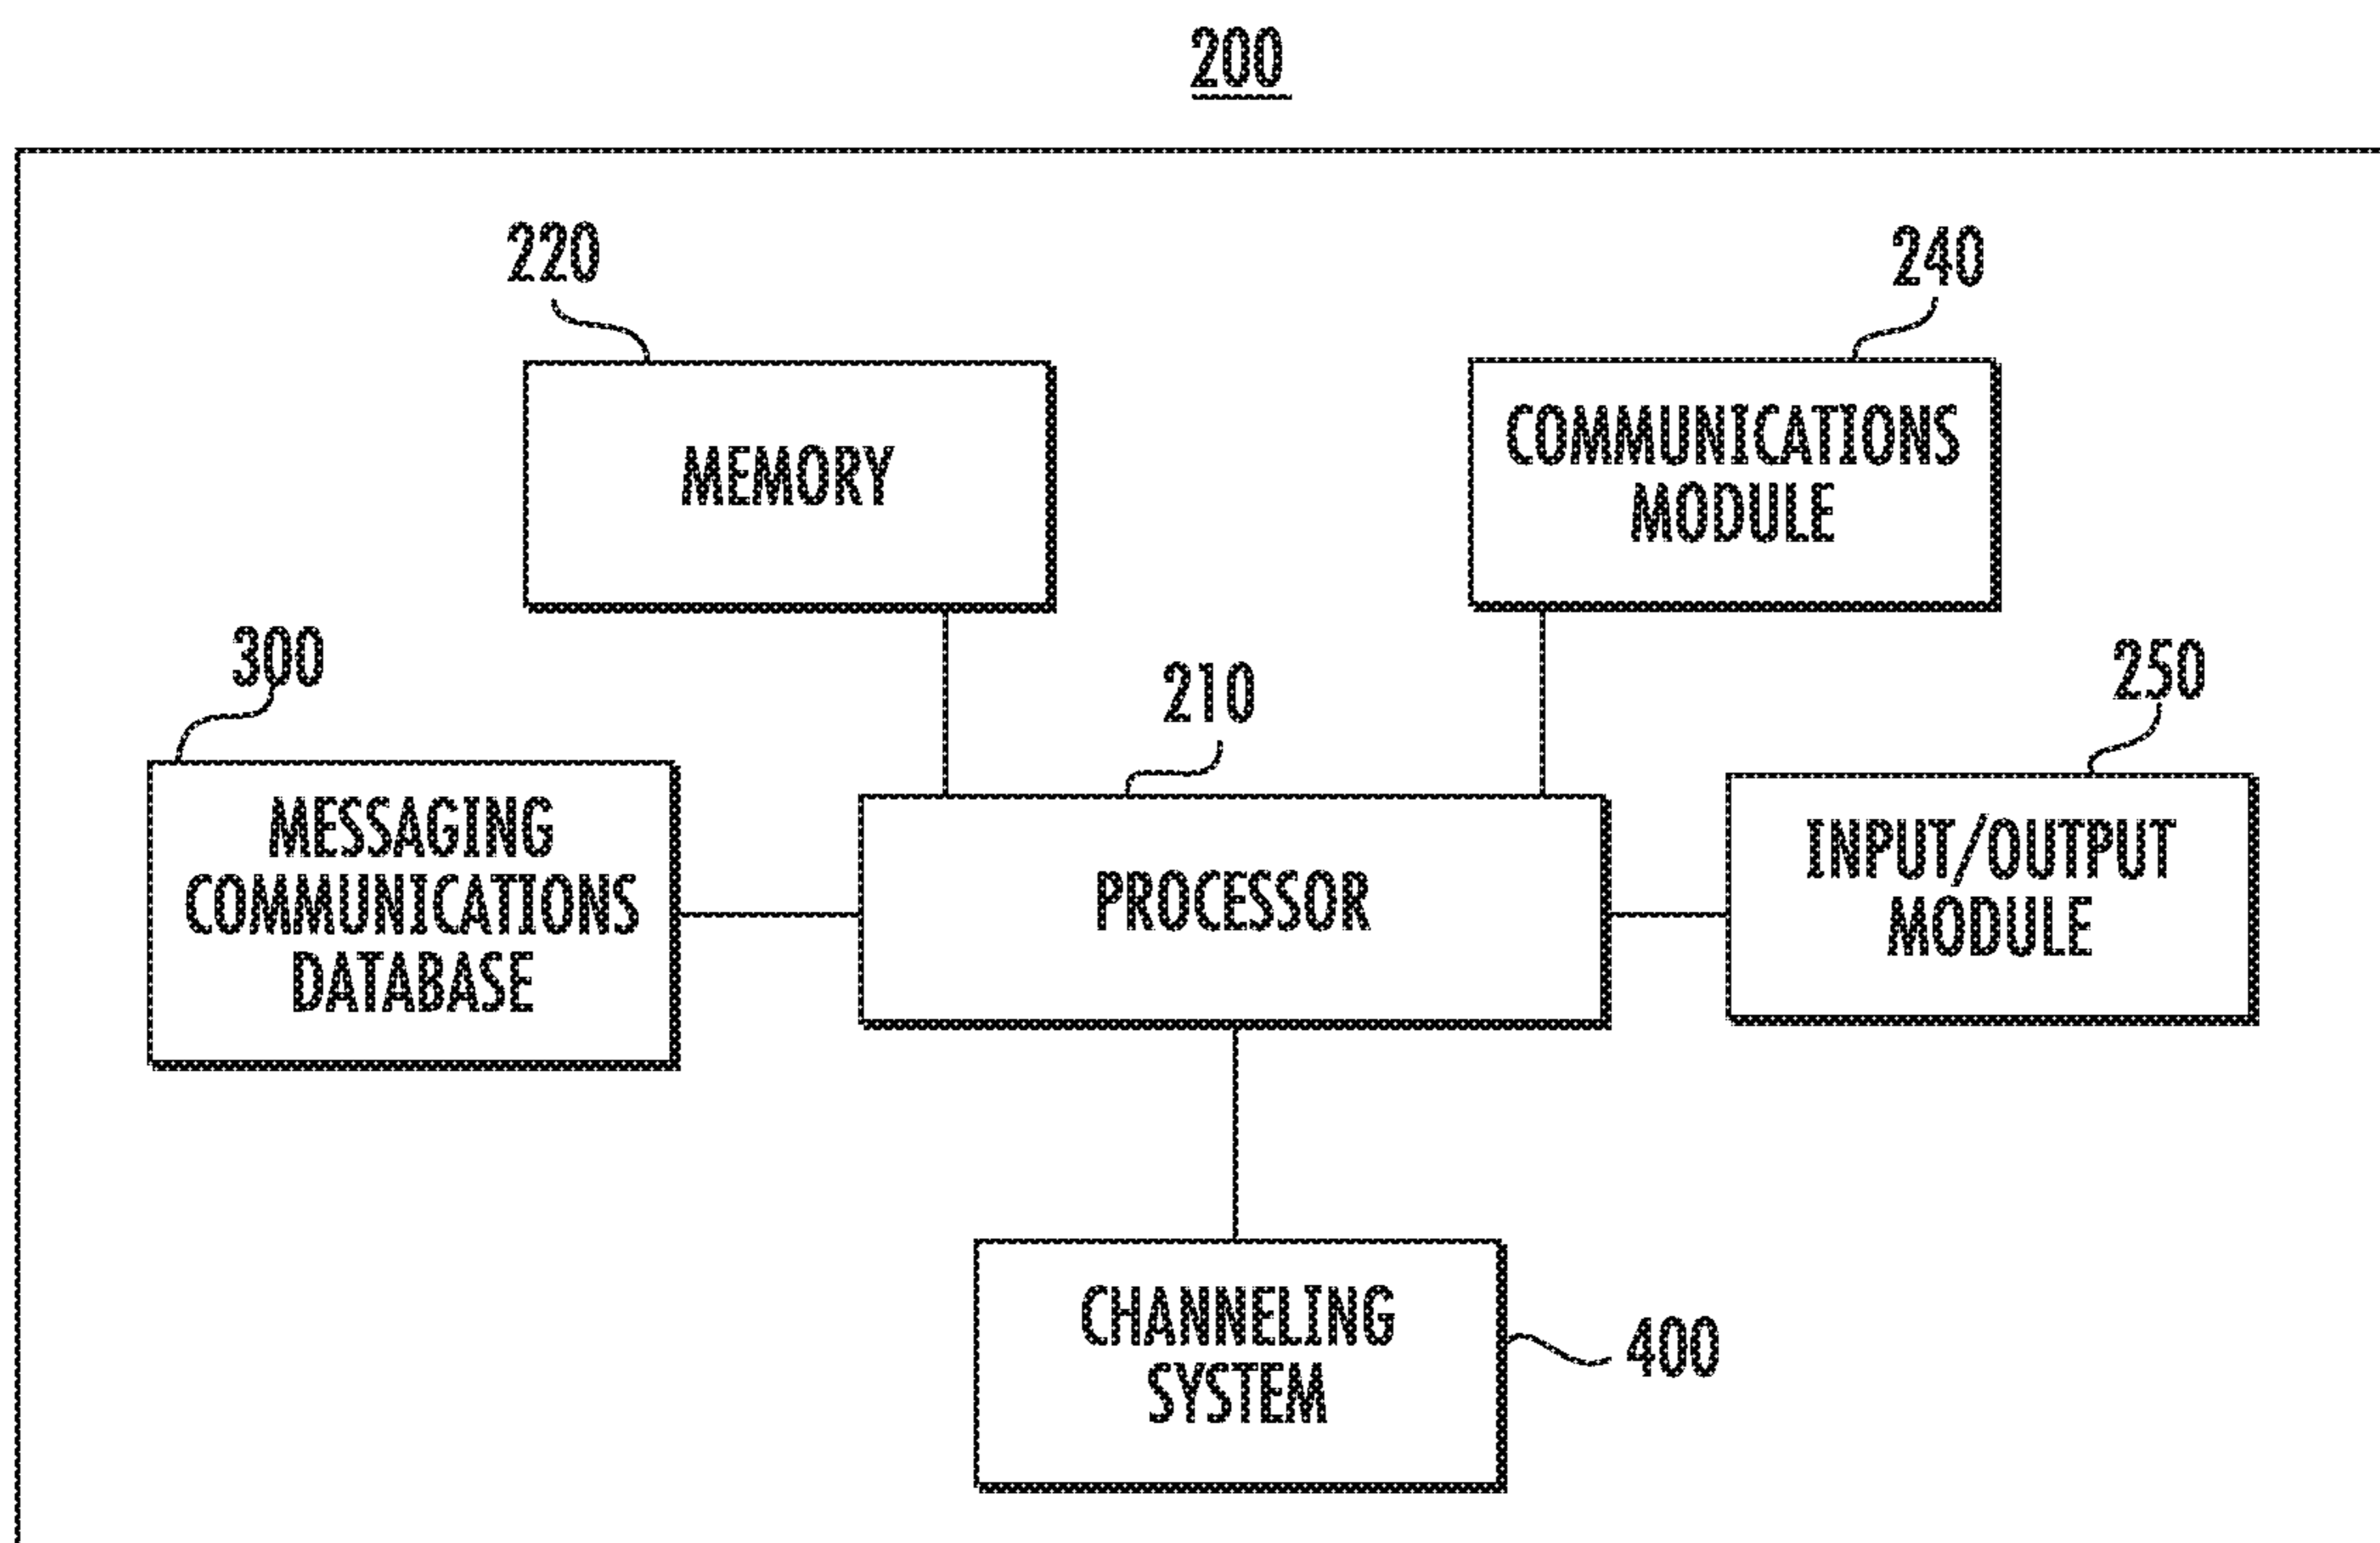 200
220
240
MEMORY
COMMUNICATIONS
MODULE
300
210
250
MESSAGING
COMMUNICATIONS
DATABASE
PROCESSOR
INPUT/OUTPUT
MODULE
CHANNELING
SYSTEM
400